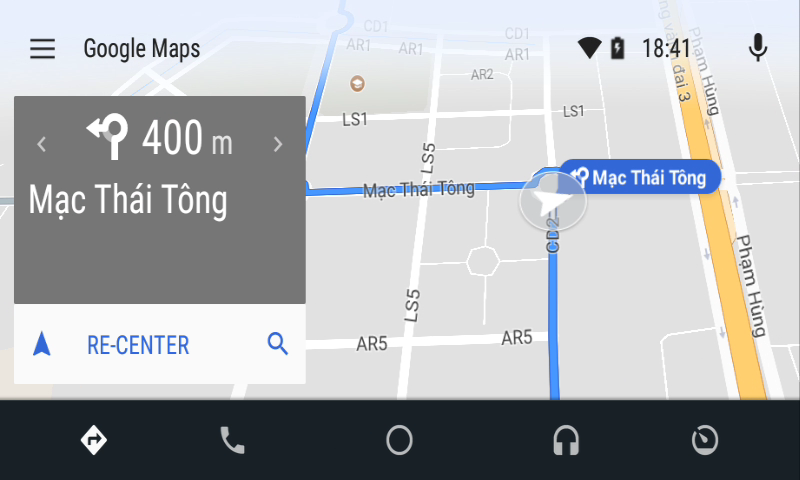 Google Maps
18:41
400 m
Mạc Thái Tông
RE-CENTER
CD1
CD1
AR1
AR1
AR1
AR2
LS1
LS1
LS5
Mạc Thái Tông
Mạc Thái Tông
CD2
LS5
AR5
AR5
đai 3
Phạm Hùng
Phạm Hùng